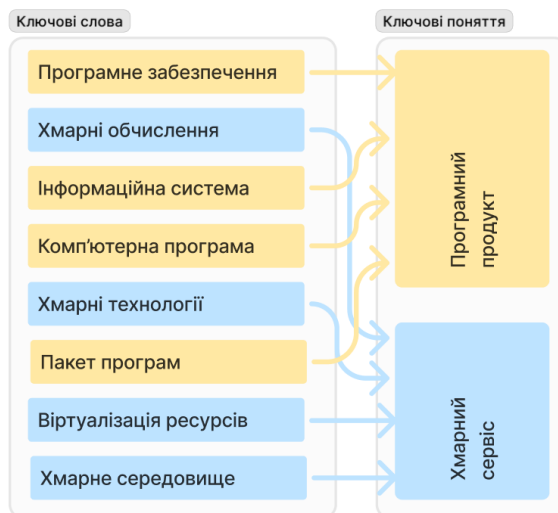 Ключові слова
Ключові поняття
Програмне забезпечення
Хмарні обчислення
Інформаційна система
Комп’ютерна програма
Хмарні технології
Пакет програм
Віртуалізація ресурсів
Хмарне середовище
Програмний
продукт
Хмарний
сервіс